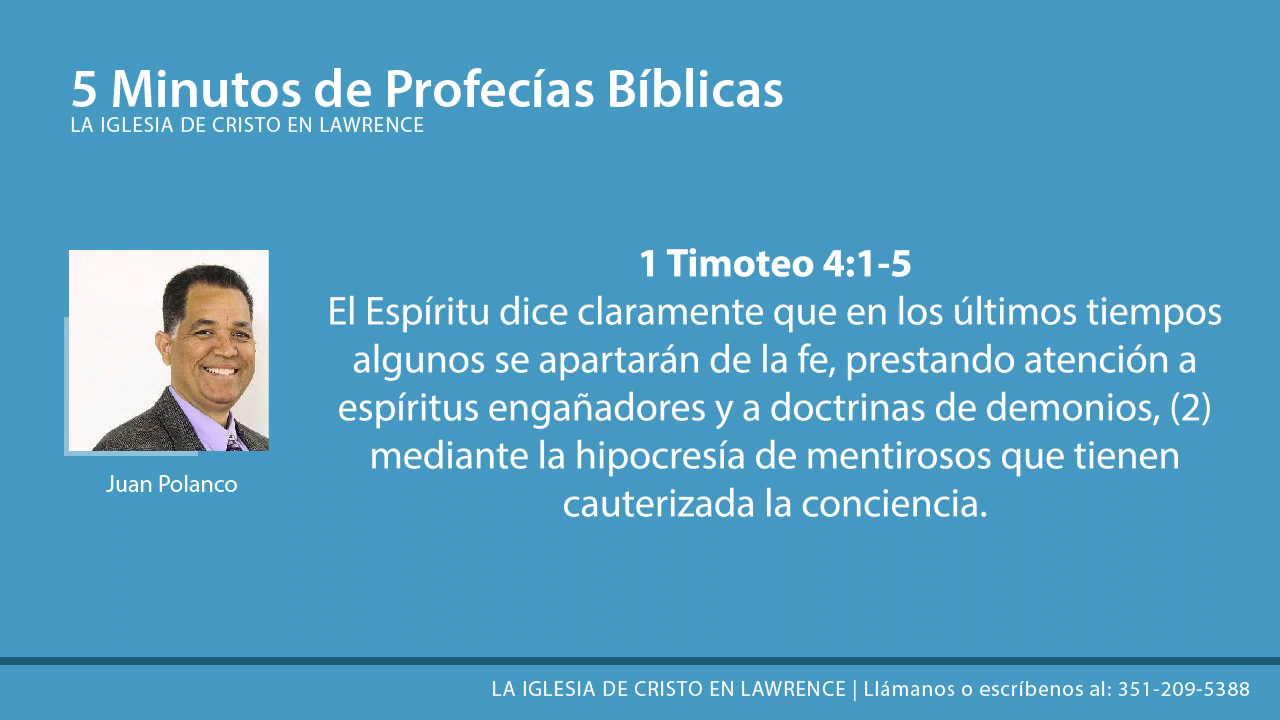 5 Minutos de Profecías Bíblicas
LA IGLESIA DE CRISTO EN LAWRENCE
1 Timoteo 4:1-5
El Espíritu dice claramente que en los últimos tiempos
algunos se apartarán de la fe, prestando atención a
espíritus engañadores y a doctrinas de demonios, (2)
mediante la hipocresía de mentirosos que tienen
cauterizada la conciencia.
Juan Polanco
LA IGLESIA DE CRISTO EN LAWRENCE | Llámanos o escríbenos al: 351-209-5388